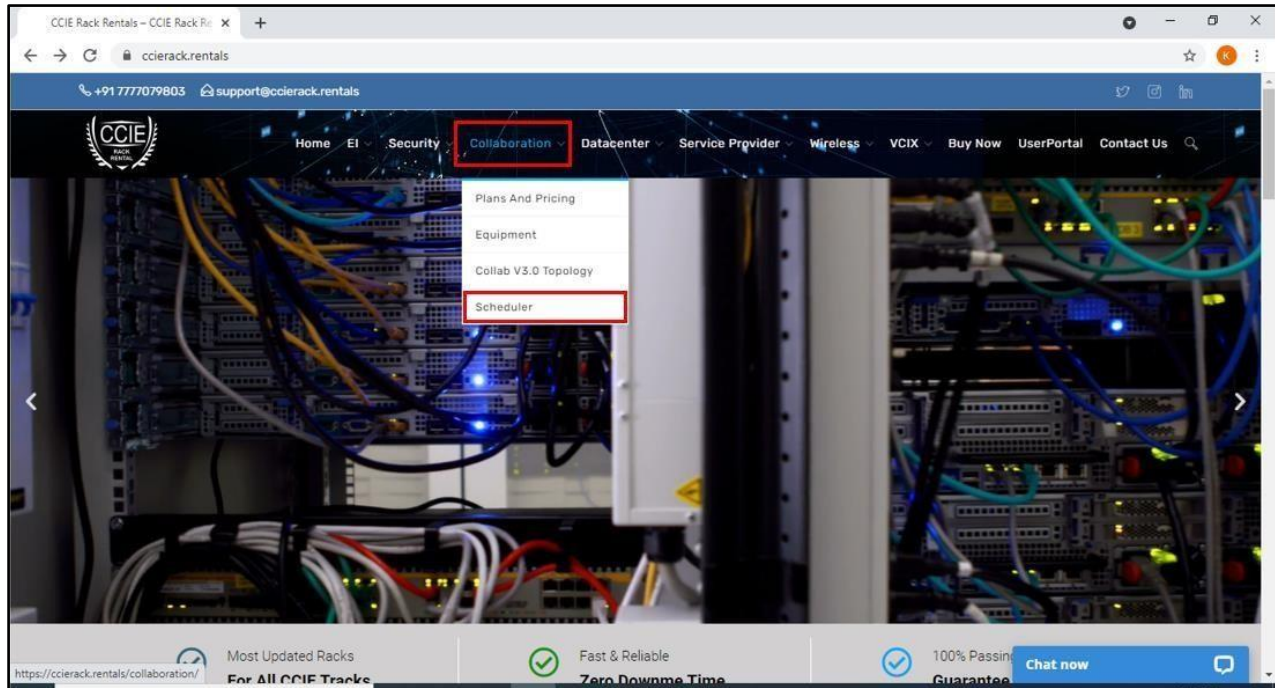 CCIE Rack Rentals – CCIE Rack Re
ccierack.rentals
K
+91 7777079803 support@ccierack.rentals
CCIE
RACK
RENTAL
Home EI Security Collaboration Datacenter Service Provider Wireless VCIX Buy Now UserPortal Contact Us
Plans And Pricing
Equipment
Collab V3.0 Topology
Scheduler
Most Updated Racks Fast & Reliable 100% Passing
For All CCIE Tracks Zero Downme Time Guarantee
Chat now
https://ccierack.rentals/collaboration/